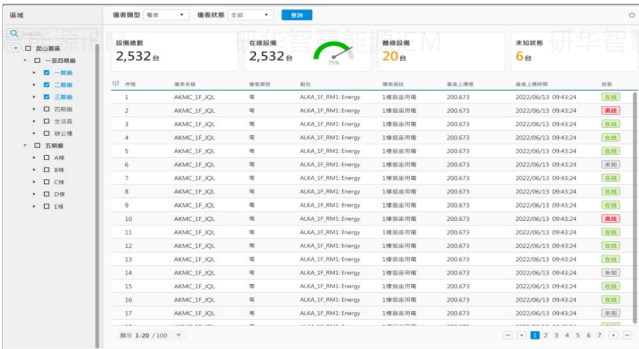 區域
儀表類型 電表 儀表狀態 全部 查詢
Search
昆山園區
一至四期廠
一期廠
二期廠
三期廠
四期廠
生活區
辦公樓
五期廠
A棟
B棟
C棟
D棟
E棟
設備總數
2,532台
在線設備
2,532台
75%
離線設備
20台
未知狀態
6台
序號 儀表名稱 儀表類型 點位 儀表描述 最後上傳值 最後上傳時間 狀態
1 AKMC_1F_JQL 電 ALKA_1F_RM1: Energy 1樓插座用電 200.673 2022/06/13 09:43:24 在線
2 AKMC_1F_JQL 電 ALKA_1F_RM1: Energy 1樓插座用電 200.673 2022/06/13 09:43:24 離線
3 AKMC_1F_JQL 電 ALKA_1F_RM1: Energy 1樓插座用電 200.673 2022/06/13 09:43:24 在線
4 AKMC_1F_JQL 電 ALKA_1F_RM1: Energy 1樓插座用電 200.673 2022/06/13 09:43:24 在線
5 AKMC_1F_JQL 電 ALKA_1F_RM1: Energy 1樓插座用電 200.673 2022/06/13 09:43:24 在線
6 AKMC_1F_JQL 電 ALKA_1F_RM1: Energy 1樓插座用電 200.673 2022/06/13 09:43:24 未知
7 AKMC_1F_JQL 電 ALKA_1F_RM1: Energy 1樓插座用電 200.673 2022/06/13 09:43:24 在線
8 AKMC_1F_JQL 電 ALKA_1F_RM1: Energy 1樓插座用電 200.673 2022/06/13 09:43:24 在線
9 AKMC_1F_JQL 電 ALKA_1F_RM1: Energy 1樓插座用電 200.673 2022/06/13 09:43:24 在線
10 AKMC_1F_JQL 電 ALKA_1F_RM1: Energy 1樓插座用電 200.673 2022/06/13 09:43:24 離線
11 AKMC_1F_JQL 電 ALKA_1F_RM1: Energy 1樓插座用電 200.673 2022/06/13 09:43:24 在線
12 AKMC_1F_JQL 電 ALKA_1F_RM1: Energy 1樓插座用電 200.673 2022/06/13 09:43:24 在線
13 AKMC_1F_JQL 電 ALKA_1F_RM1: Energy 1樓插座用電 200.673 2022/06/13 09:43:24 在線
14 AKMC_1F_JQL 電 ALKA_1F_RM1: Energy 1樓插座用電 200.673 2022/06/13 09:43:24 未知
15 AKMC_1F_JQL 電 ALKA_1F_RM1: Energy 1樓插座用電 200.673 2022/06/13 09:43:24 在線
16 AKMC_1F_JQL 電 ALKA_1F_RM1: Energy 1樓插座用電 200.673 2022/06/13 09:43:24 在線
17 AKMC_1F_JQL 電 ALKA_1F_RM1: Energy 1樓插座用電 200.673 2022/06/13 09:43:24 未知
顯示 1-20 / 100 1 2 3 4 5 6 7